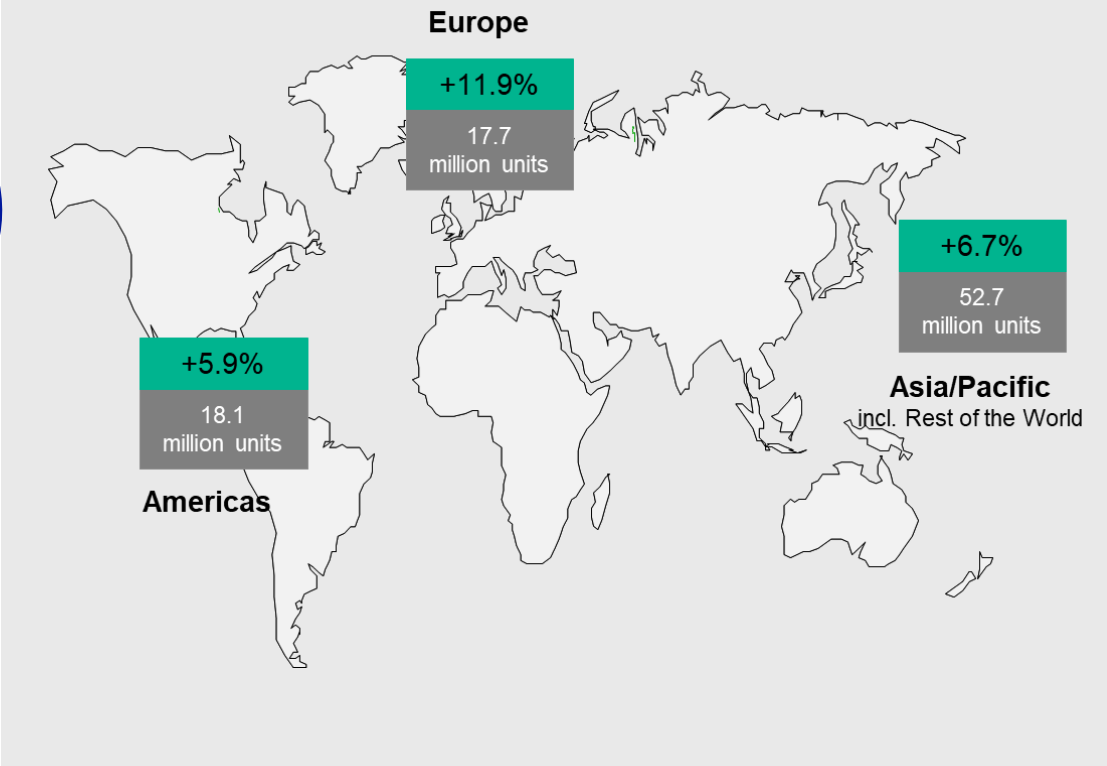 Europe
+11.9%
17.7
million units
+6.7%
52.7
million units
Asia/Pacific
incl. Rest of the World
+5.9%
18.1
million units
Americas